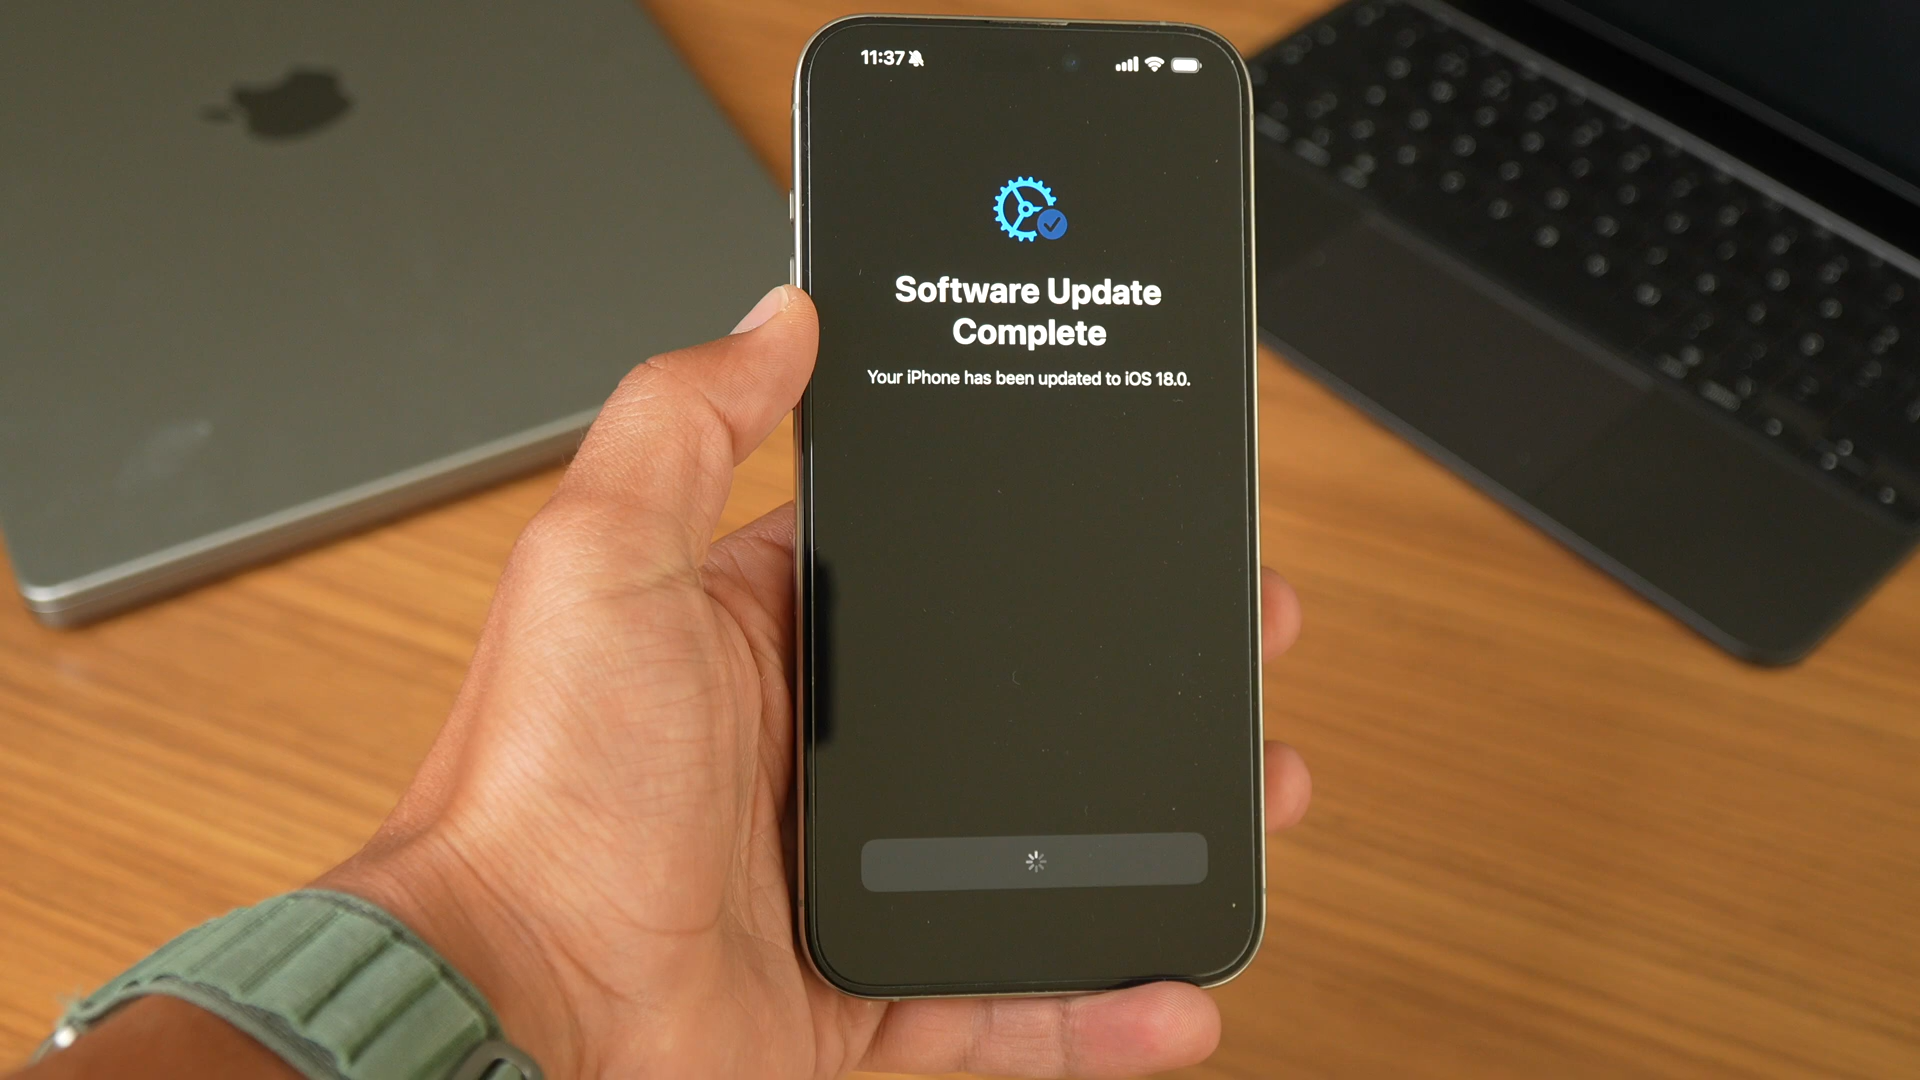 11:37
Software Update
Complete
Your iPhone has been updated to iOS 18.0.